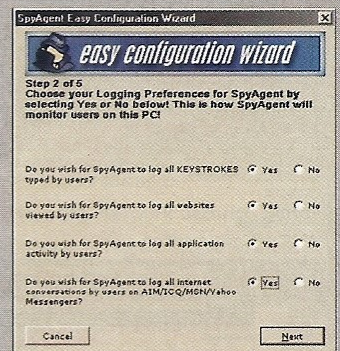 SpyAgent Easy Configuration Wizard
easy configuration wizard
Step 2 of 5
Choose your Logging Preferences for SpyAgent by
selecting Yes or No below! This is how SpyAgent will
monitor users on this PC!
Do you wish for SpyAgent to log all KEYSTROKES
typed by users?
Yes No
Do you wish for SpyAgent to log all websites
viewed by users?
Yes No
Do you wish for SpyAgent to log all application
activity by users?
Yes No
Do you wish for SpyAgent to log all internet
conversations by users on AIM/ICQ/MSN/Yahoo
Messengers?
Yes No
Cancel Next